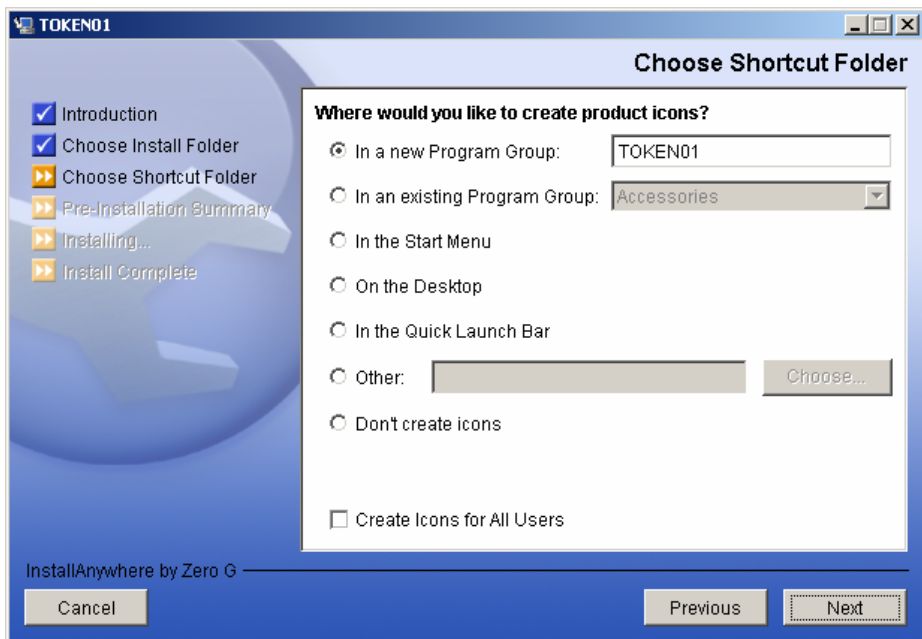 TOKEN01
Choose Shortcut Folder
Introduction
Choose Install Folder
Choose Shortcut Folder
Pre-Installation Summary
Installing...
Install Complete
Where would you like to create product icons?
In a new Program Group: TOKEN01
In an existing Program Group: Accessories
In the Start Menu
On the Desktop
In the Quick Launch Bar
Other: Choose...
Don't create icons
Create Icons for All Users
InstallAnywhere by Zero G
Cancel Previous Next